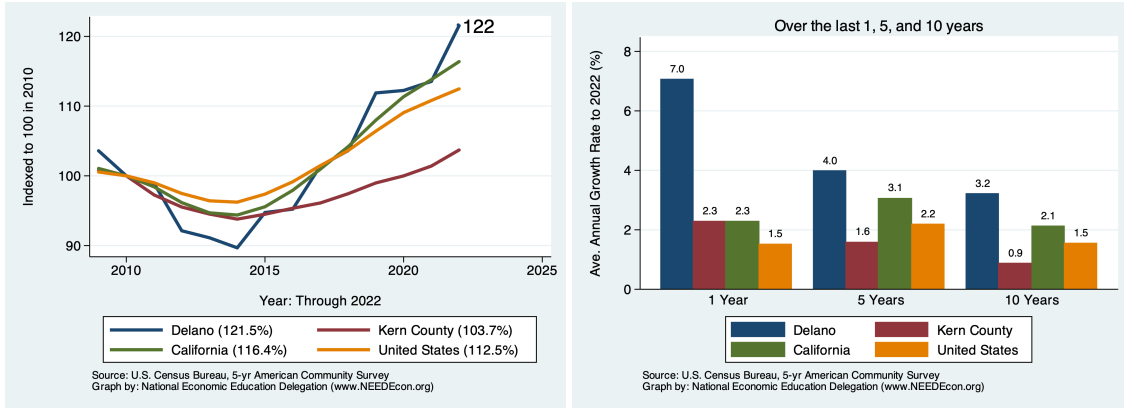 122
120
110
100
90
Indexed to 100 in 2010
2010 2015 2020 2025
Year: Through 2022
Delano (121.5%) Kern County (103.7%)
California (116.4%) United States (112.5%)
Source: U.S. Census Bureau, 5-yr American Community Survey
Graph by: National Economic Education Delegation (www.NEEDEcon.org)
Over the last 1, 5, and 10 years
Ave. Annual Growth Rate to 2022 (%)
8
6
4
2
0
7.0 2.3 2.3 1.5
4.0 1.6 3.1 2.2
3.2 0.9 2.1 1.5
1 Year 5 Years 10 Years
Delano Kern County
California United States
Source: U.S. Census Bureau, 5-yr American Community Survey
Graph by: National Economic Education Delegation (www.NEEDEcon.org)